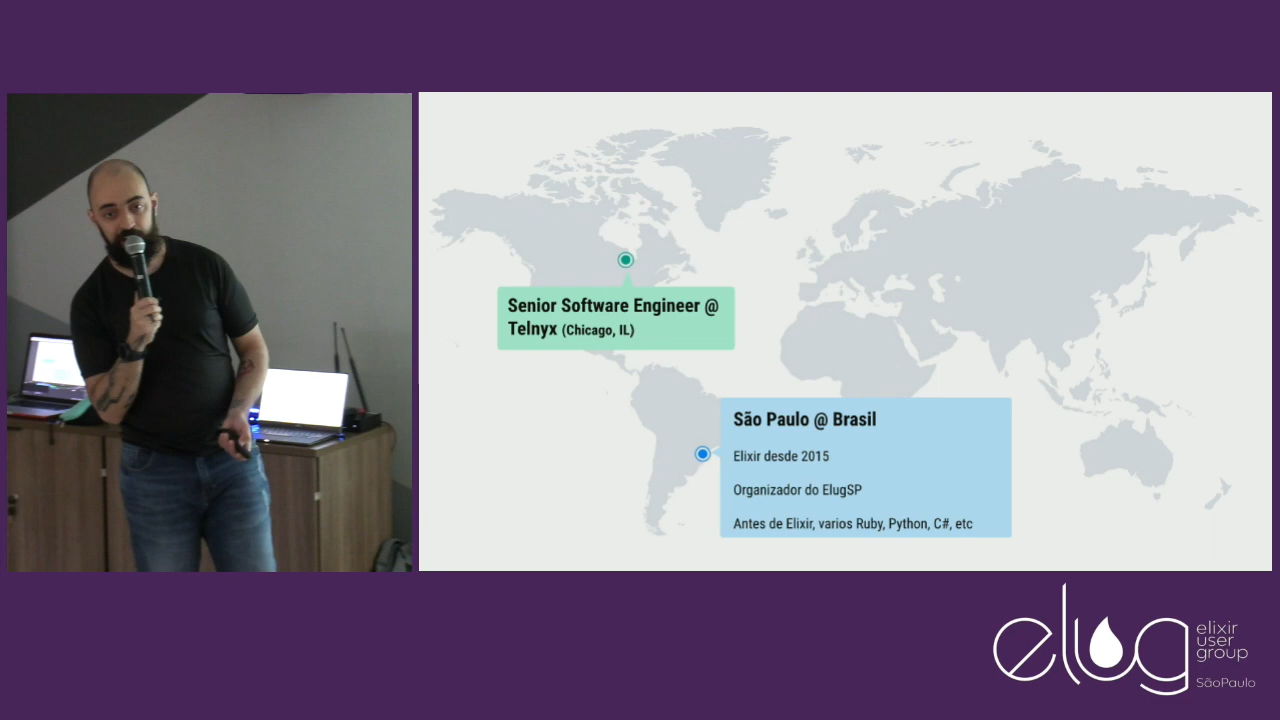 Senior Software Engineer @
Telnyx (Chicago, IL)
São Paulo @ Brasil
Elixir desde 2015
Organizador do ElugSP
Antes de Elixir, varios Ruby, Python, C#, etc
elug
elixir
user
group
SãoPaulo